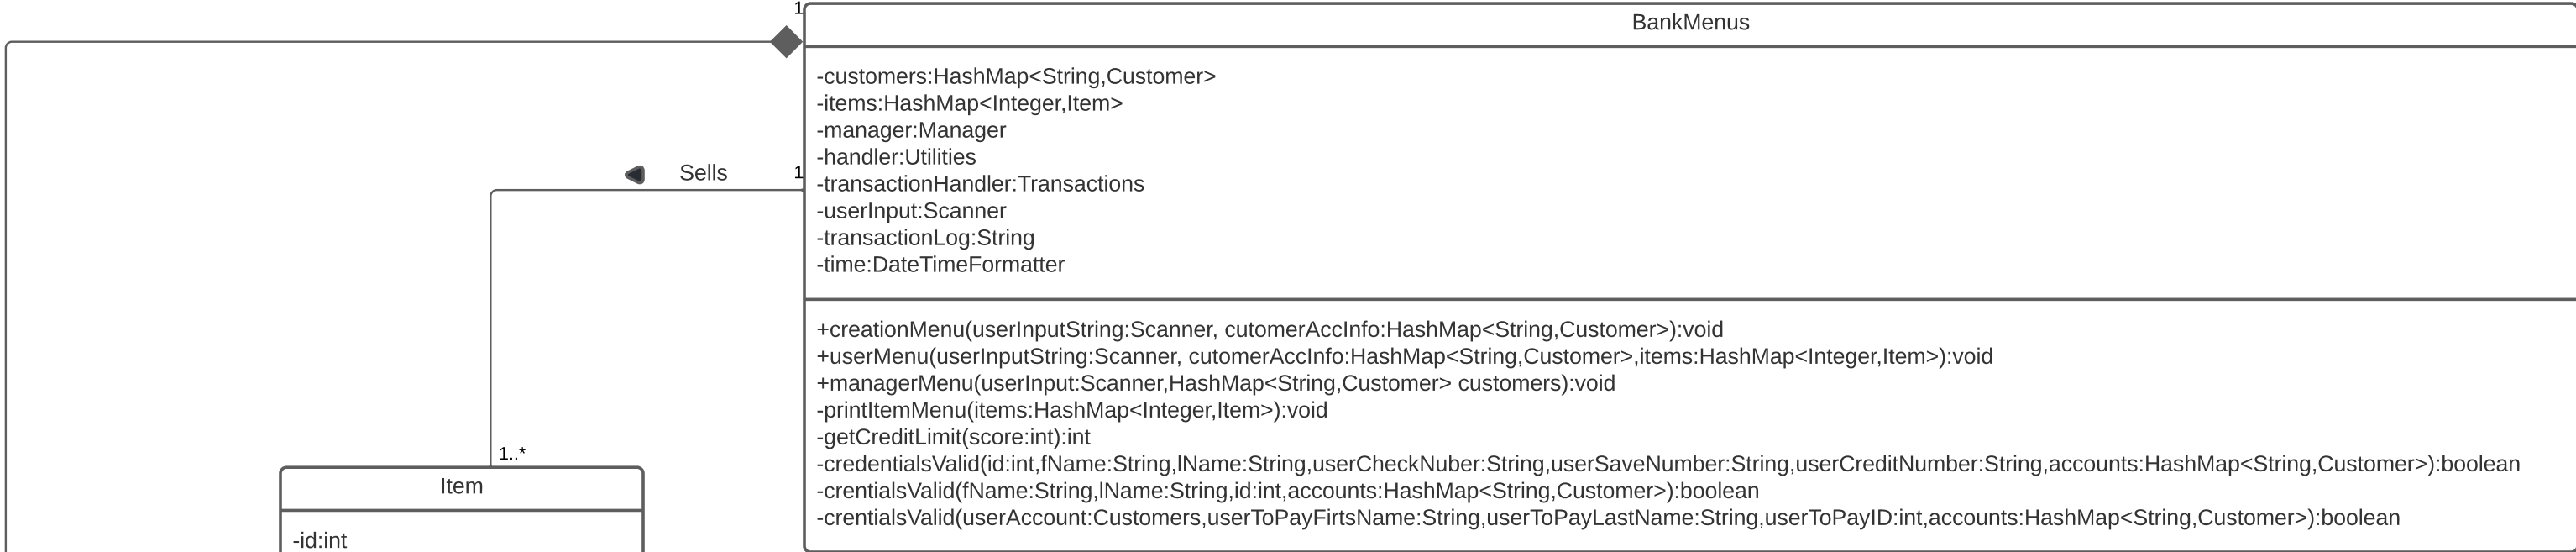 1
BankMenus
-customers:HashMap<String,Customer>
-items:HashMap<Integer,Item>
-manager:Manager
-handler:Utilities
Sells
1
-transactionHandler:Transactions
-userInput:Scanner
-transactionLog:String
-time:DateTimeFormatter
+creationMenu(userInputString:Scanner, cutomerAccInfo:HashMap<String,Customer>):void
+userMenu(userInputString:Scanner, cutomerAccInfo:HashMap<String,Customer>,items:HashMap<Integer,Item>):void
+managerMenu(userInput:Scanner,HashMap<String,Customer> customers):void
-printItemMenu(items:HashMap<Integer,Item>):void
-getCreditLimit(score:int):int
-credentialsValid(id:int,fName:String,lName:String,userCheckNuber:String,userSaveNumber:String,userCreditNumber:String,accounts:HashMap<String,Customer>):boolean
-crentialsValid(fName:String,lName:String,id:int,accounts:HashMap<String,Customer>):boolean
-crentialsValid(userAccount:Customers,userToPayFirtsName:String,userToPayLastName:String,userToPayID:int,accounts:HashMap<String,Customer>):boolean
1..*
Item
-id:int